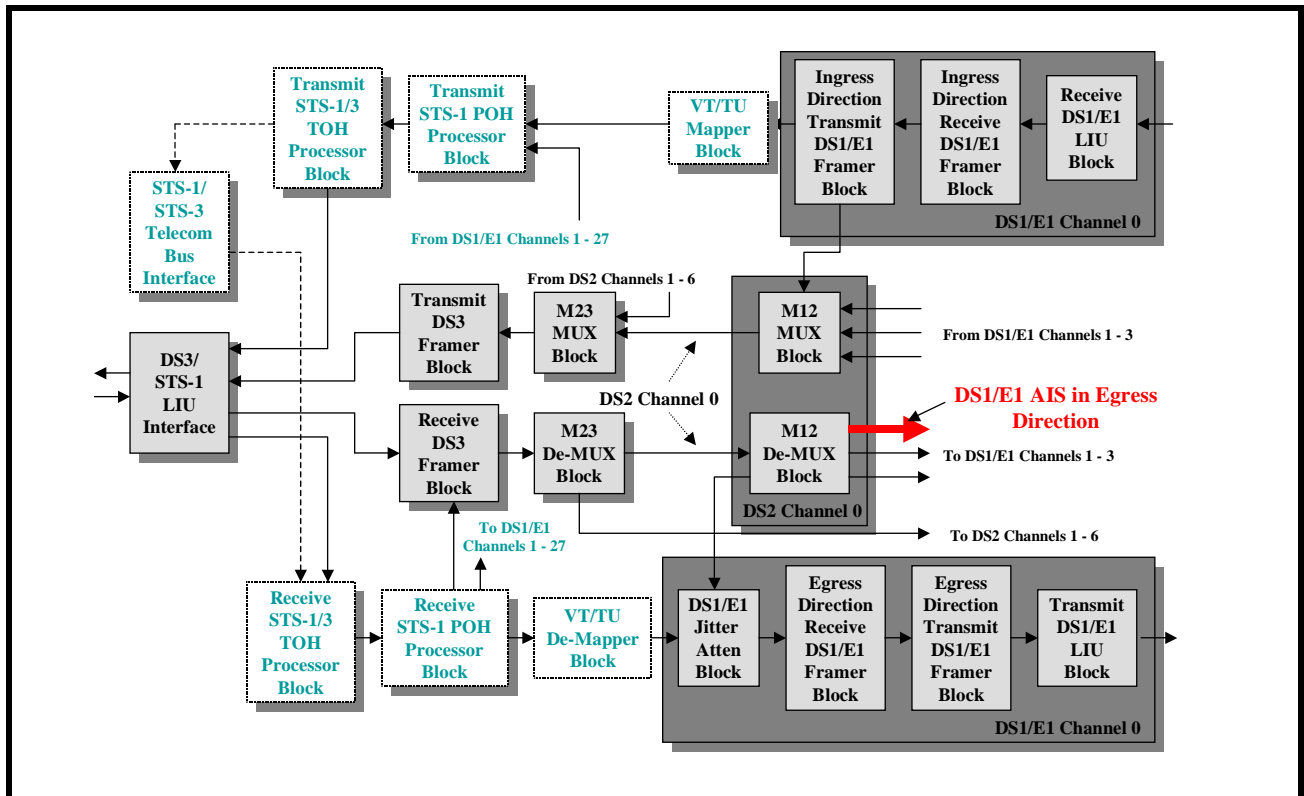 Transmit
STS-1/3
TOH
Processor
Block
Transmit
STS-1 POH
Processor
Block
VT/TU
Mapper
Block
Ingress
Direction
Transmit
DS1/E1
Framer
Block
Ingress
Direction
Receive
DS1/E1
Framer
Block
Receive
DS1/E1
LIU
Block
DS1/E1 Channel 0
STS-1/
STS-3
Telecom
Bus
Interface
From DS1/E1 Channels 1 - 27
From DS2 Channels 1 - 6
Transmit
DS3
Framer
Block
M23
MUX
Block
M12
MUX
Block
From DS1/E1 Channels 1 - 3
DS3/
STS-1
LIU
Interface
DS2 Channel 0
DS1/E1 AIS in Egress
Direction
Receive
DS3
Framer
Block
M23
De-MUX
Block
M12
De-MUX
Block
To DS1/E1 Channels 1 - 3
DS2 Channel 0
To DS1/E1
Channels 1 - 27
To DS2 Channels 1 - 6
Receive
STS-1/3
TOH
Processor
Block
Receive
STS-1 POH
Processor
Block
VT/TU
De-Mapper
Block
DS1/E1
Jitter
Atten
Block
Egress
Direction
Receive
DS1/E1
Framer
Block
Egress
Direction
Transmit
DS1/E1
Framer
Block
Transmit
DS1/E1
LIU
Block
DS1/E1 Channel 0